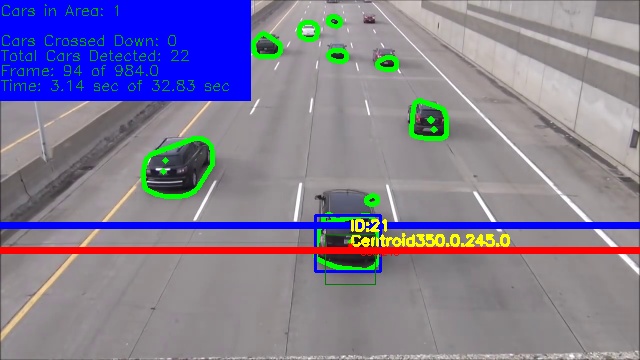 Cars in Area: 1
Cars Crossed Down: 0
Total Cars Detected: 22
Frame: 94 of 984.0
Time: 3.14 sec of 32.83 sec
ID:21
Centroid350.0.245.0